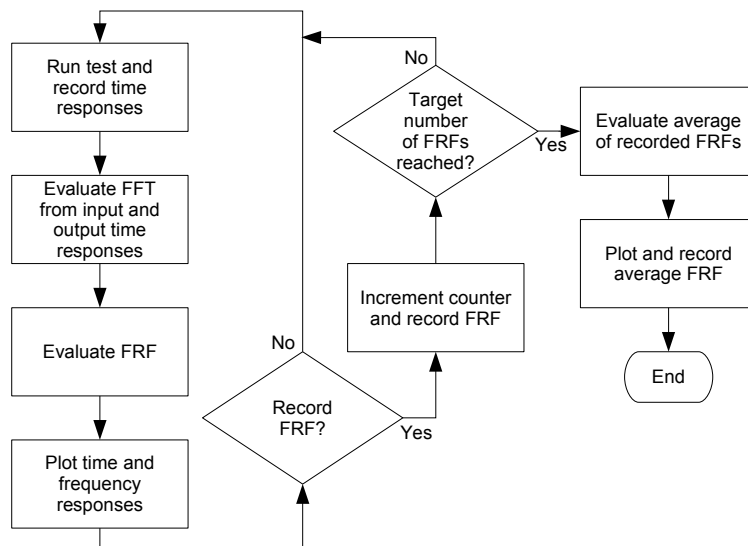 Run test and
record time
responses
Evaluate FFT
from input and
output time
responses
Evaluate FRF
Plot time and
frequency
responses
Record
FRF?
No
Yes
Increment counter
and record FRF
Target
number
of FRFs
reached?
No
Yes
Evaluate average
of recorded FRFs
Plot and record
average FRF
End